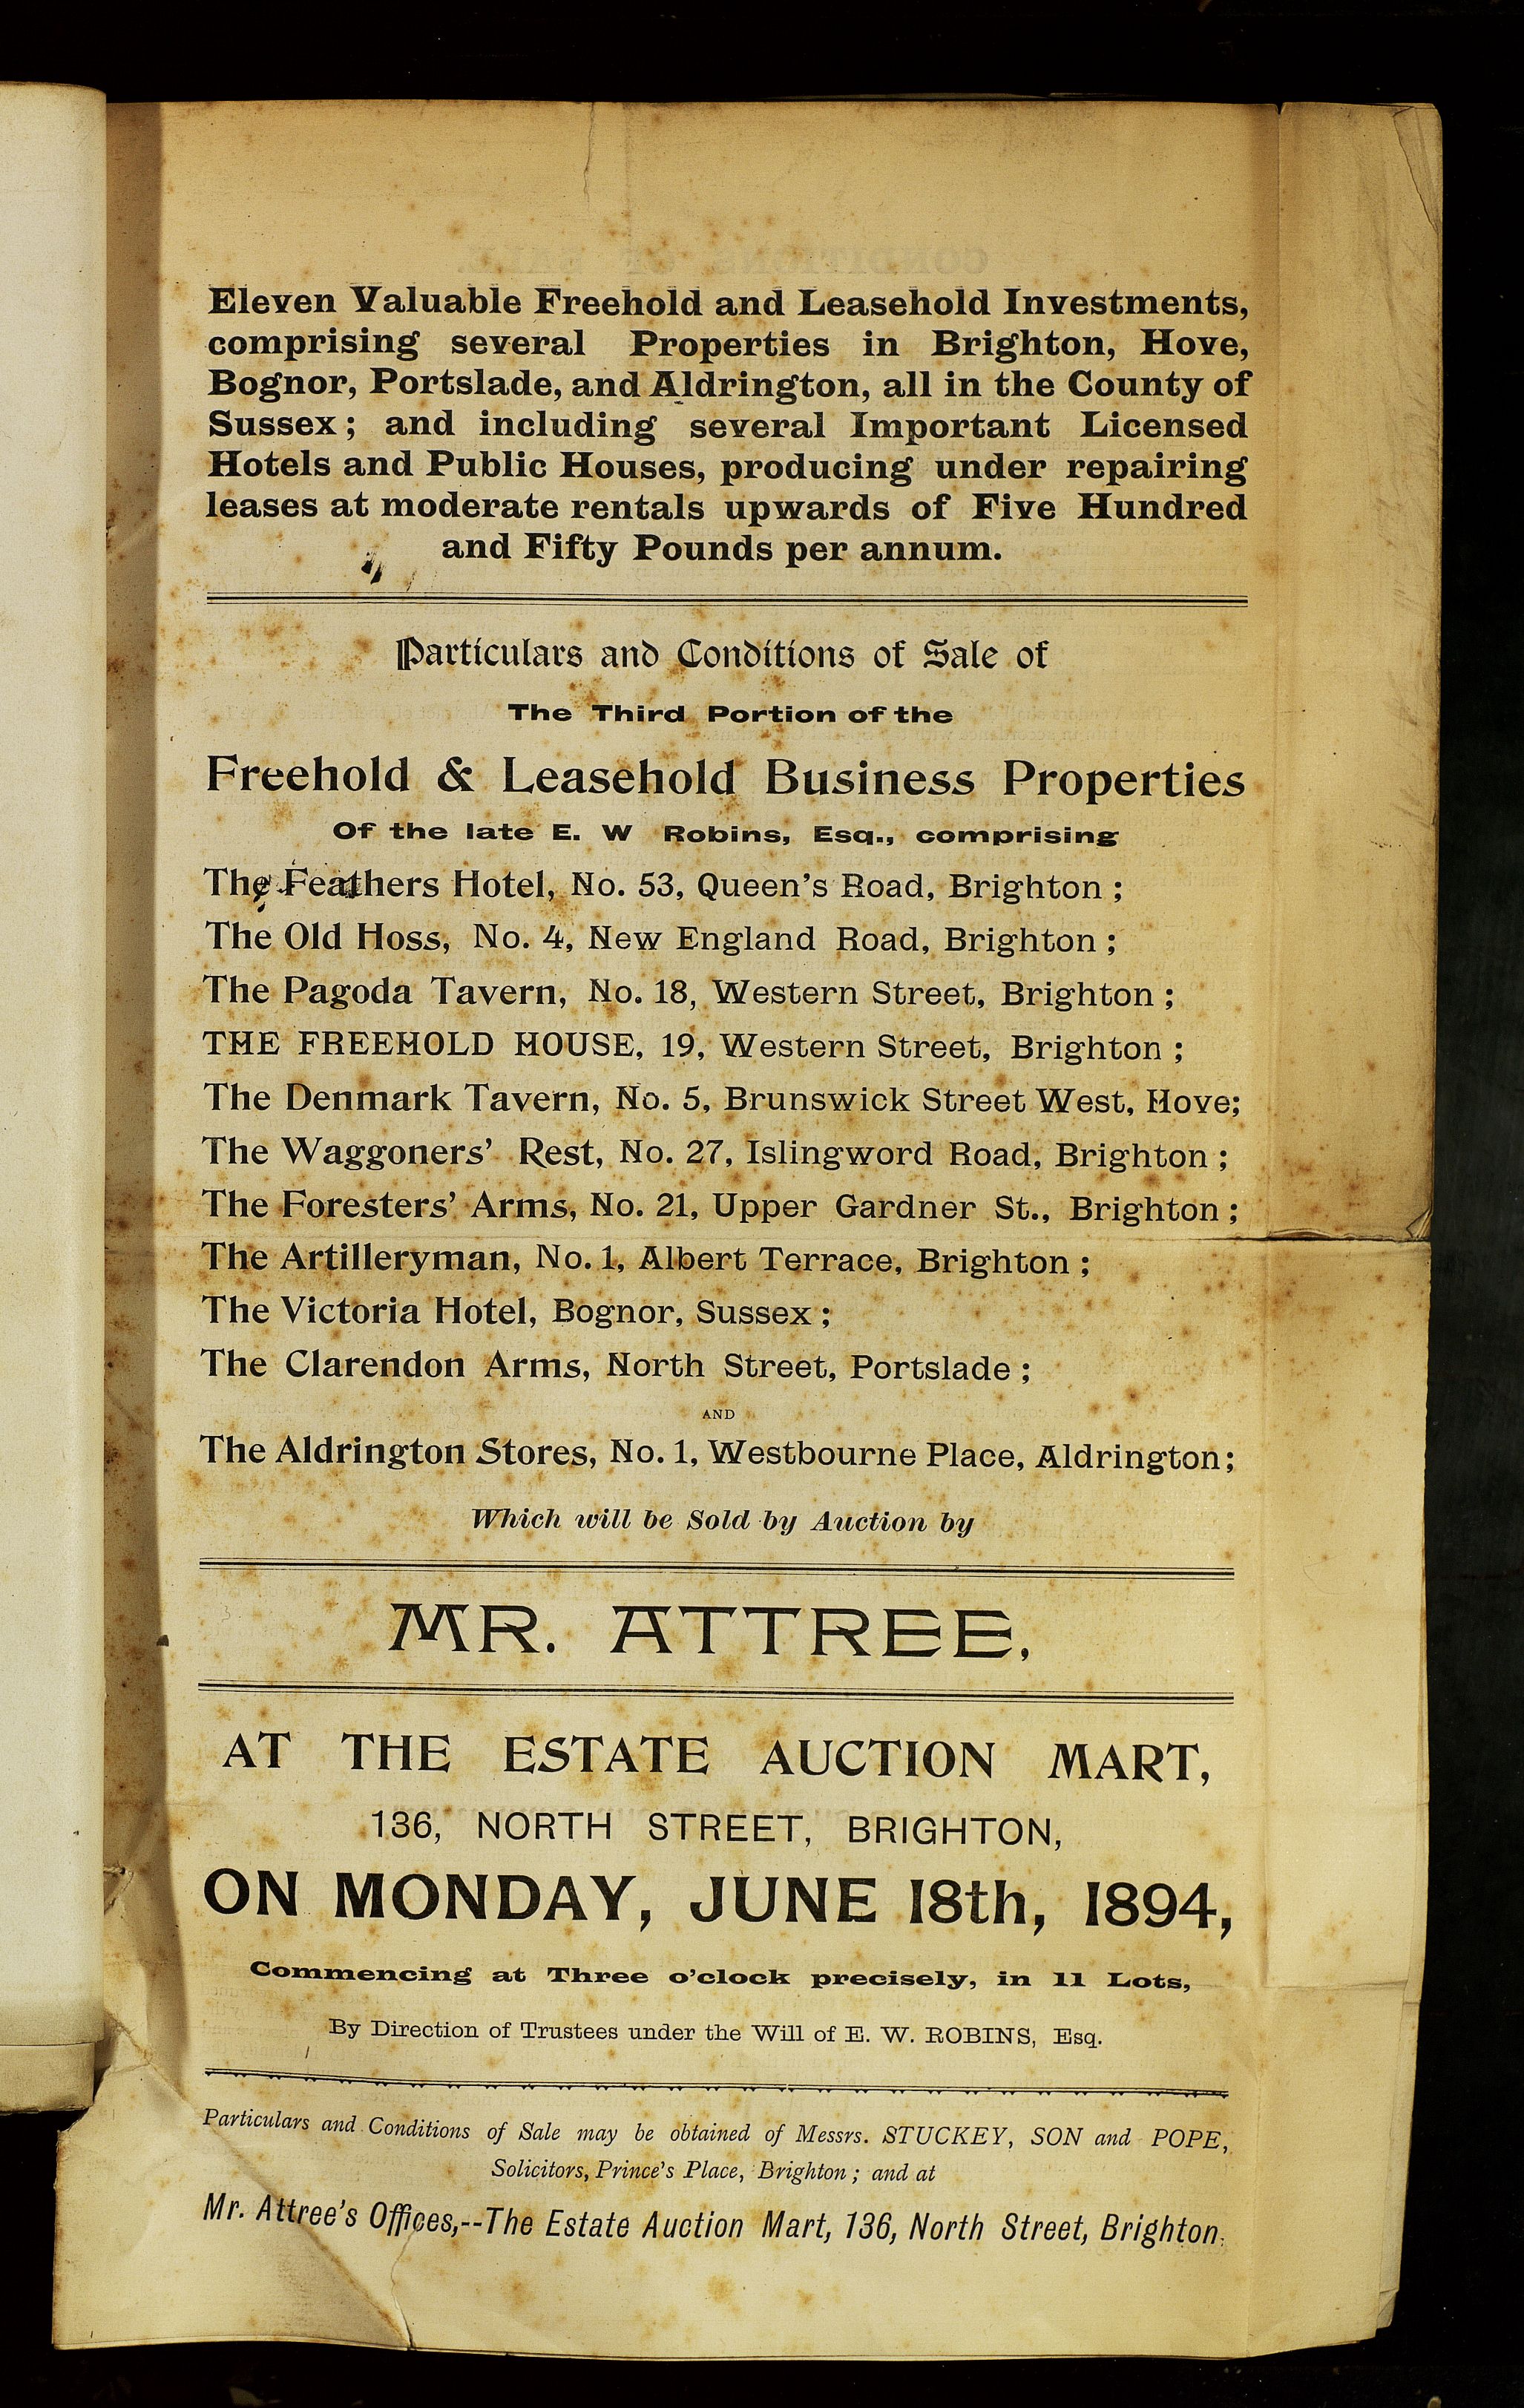 Eleven Valuable Freehold and Leasehold Investments,
comprising several Properties in Brighton, Hove,
Bognor, Portslade, and Aldrington, all in the County of
Sussex; and including several Important Licensed
Hotels and Public Houses, producing under repairing
leases at moderate rentals upwards of Five Hundred
and Fifty Pounds per annum.
Particulars and Conditions of Sale of
The Third Portion of the
Freehold & Leasehold Business Properties
Of the late E. W Robins, Esq., comprising
The Feathers Hotel, No. 53, Queen's Road, Brighton;
The Old Hoss, No. 4, New England Road, Brighton;
The Pagoda Tavern, No. 18, Western Street, Brighton;
THE FREEHOLD HOUSE, 19, Western Street, Brighton;
The Denmark Tavern, No. 5, Brunswick Street West, Hove;
The Waggoners' Rest, No. 27, Islingword Road, Brighton;
The Foresters' Arms, No. 21, Upper Gardner St., Brighton;
The Artilleryman, No. 1, Albert Terrace, Brighton;
The Victoria Hotel, Bognor, Sussex;
The Clarendon Arms, North Street, Portslade;
AND
The Aldrington Stores, No. 1, Westbourne Place, Aldrington;
Which will be Sold by Auction by
MR. ATTREE,
AT THE ESTATE AUCTION MART,
136, NORTH STREET, BRIGHTON,
ON MONDAY, JUNE 18th, 1894,
Commencing at Three o'clock precisely, in 11 Lots,
By Direction of Trustees under the Will of E. W. ROBINS, Esq.
Particulars and Conditions of Sale may be obtained of Messrs. STUCKEY, SON and POPE,
Solicitors, Prince's Place, Brighton; and at
Mr. Attree's Offices,--The Estate Auction Mart, 136, North Street, Brighton.